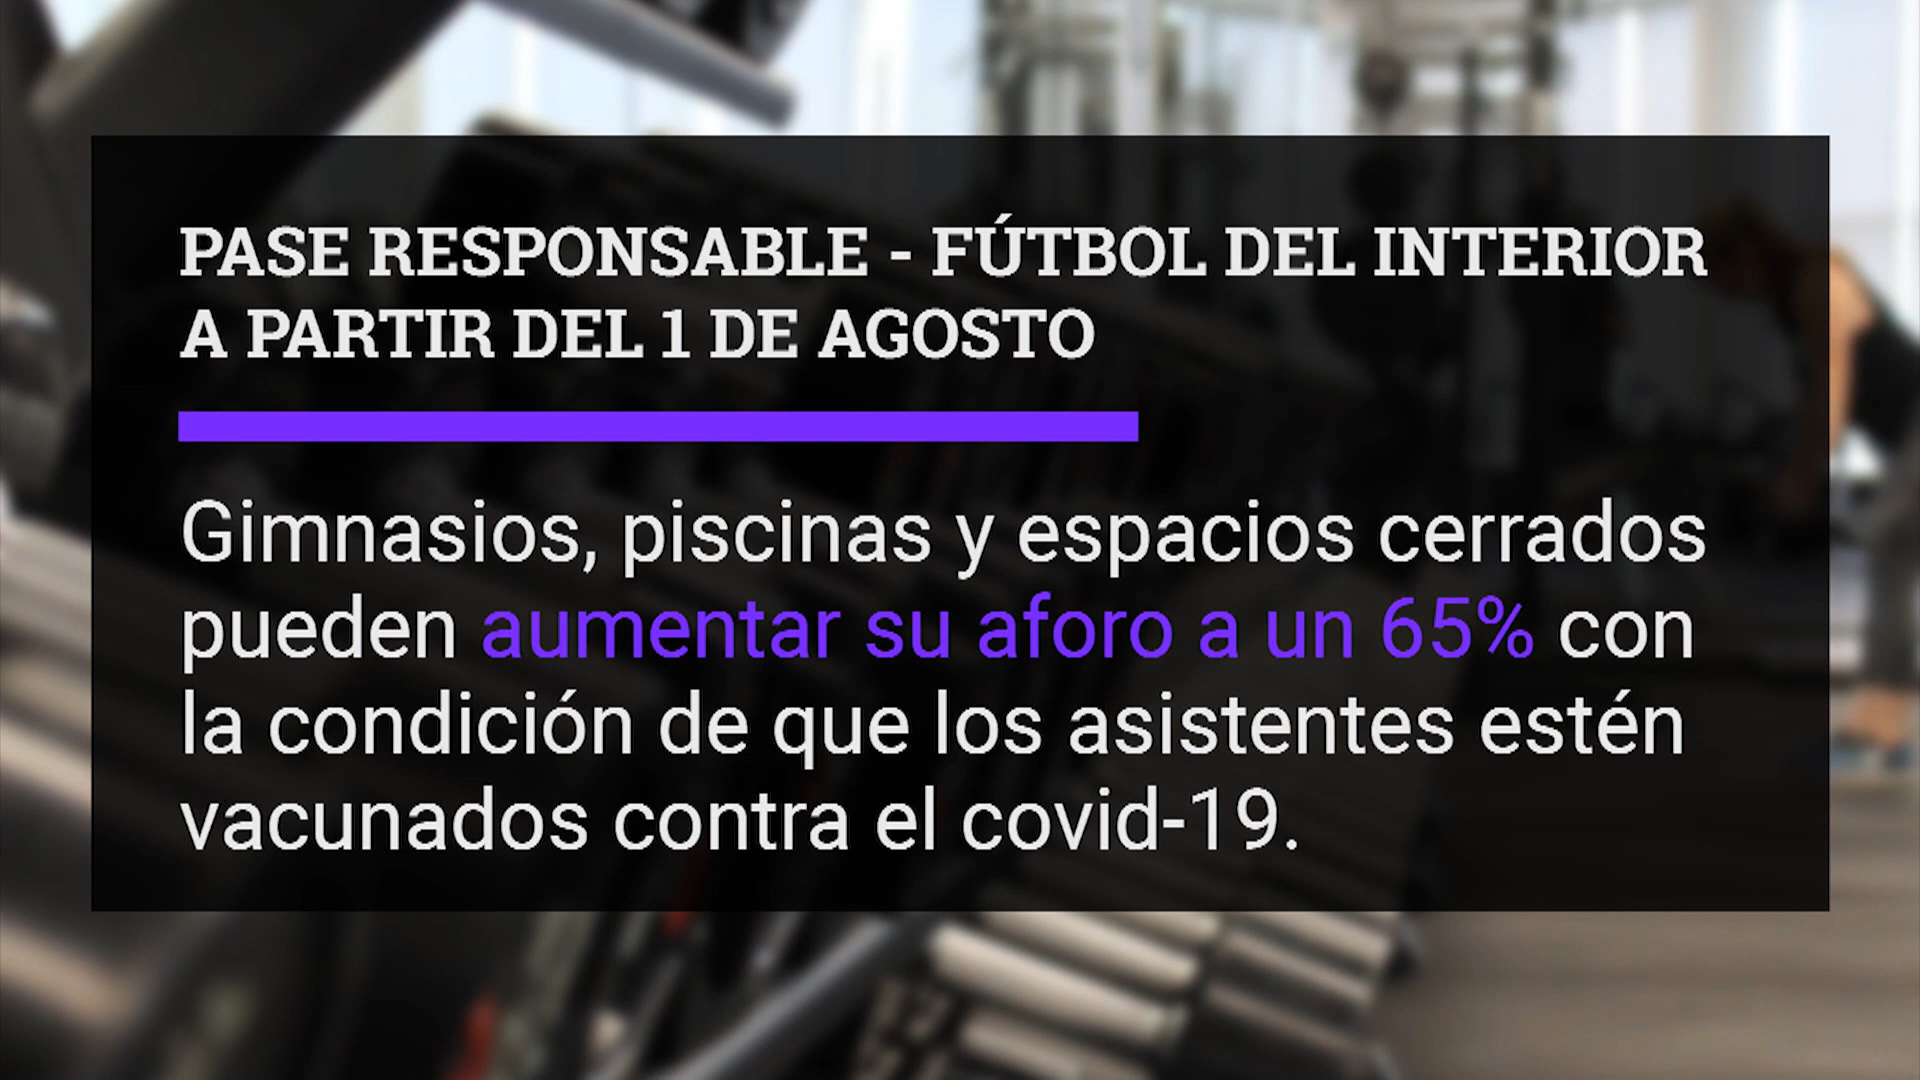 PASE RESPONSABLE - FÚTBOL DEL INTERIOR
A PARTIR DEL 1 DE AGOSTO
Gimnasios, piscinas y espacios cerrados
pueden aumentar su aforo a un 65% con
la condición de que los asistentes estén
vacunados contra el covid-19.